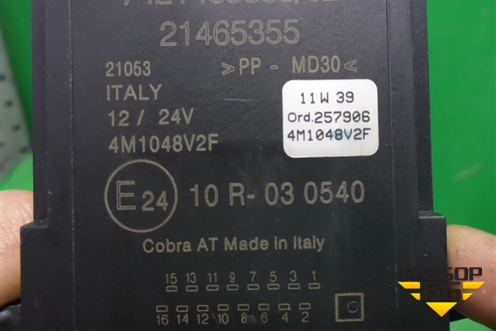 21465355
21053 >PP - MD30<
ITALY
12 / 24V
4M1048V2F
11W 39
Ord.257906
4M1048V2F
E24 10 R- 03 0540
Cobra AT Made in Italy
15 13 11 9 7 5 3 1
16 14 12 10 8 6 4 2